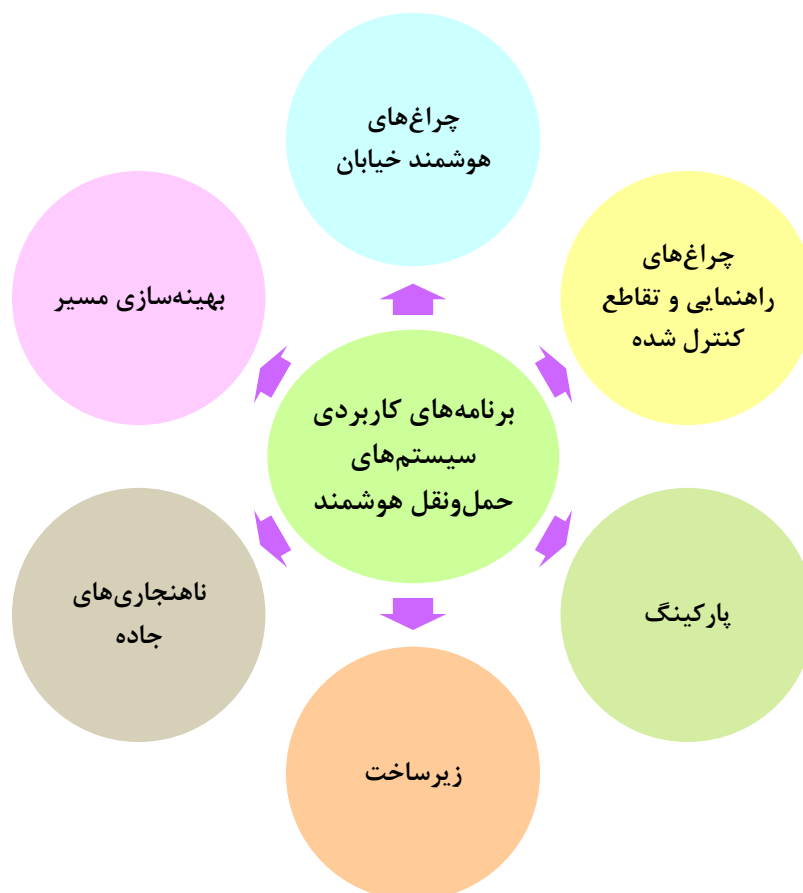 چراغ‌های
هوشمند خیابان
چراغ‌های
راهنمایی و تقاطع
کنترل شده
بهینه‌سازی مسیر
برنامه‌های کاربردی
سیستم‌های
حمل‌ونقل هوشمند
پارکینگ
ناهنجاری‌های
جاده
زیرساخت